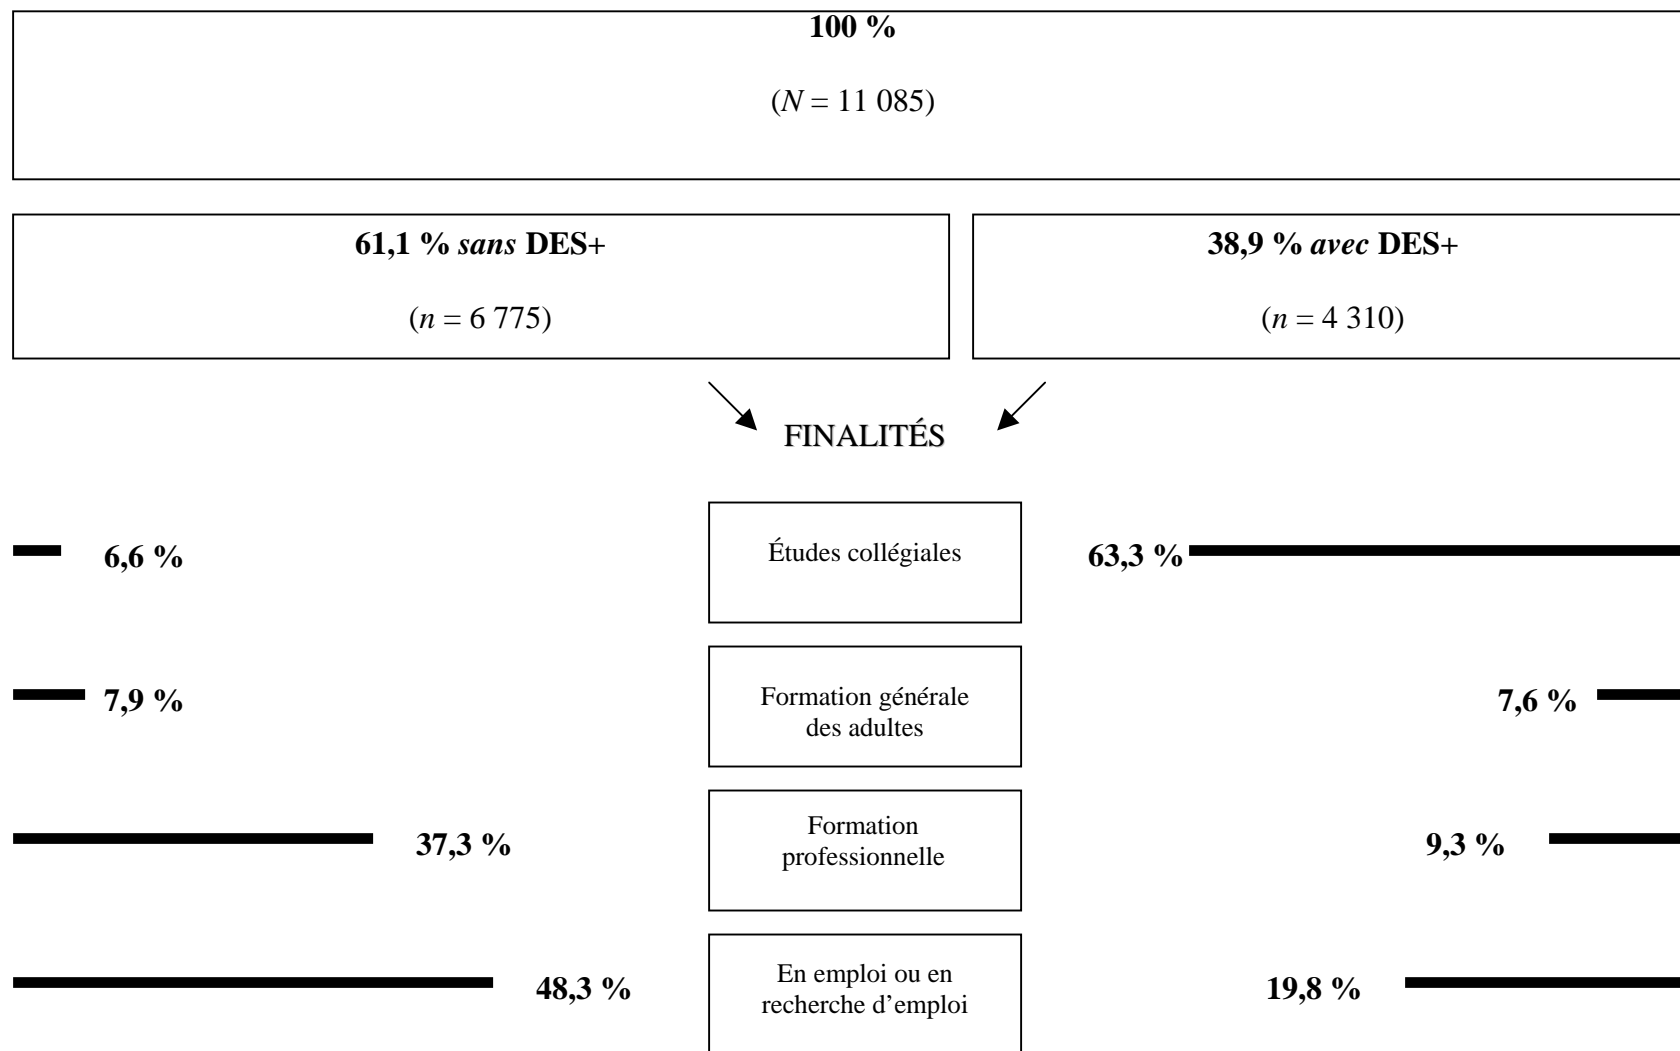 100 %
(N = 11 085)
61,1 % sans DES+
(n = 6 775)
38,9 % avec DES+
(n = 4 310)
FINALITÉS
6,6 %
Études collégiales
63,3 %
7,9 %
Formation générale
des adultes
7,6 %
37,3 %
Formation
professionnelle
9,3 %
48,3 %
En emploi ou en
recherche d’emploi
19,8 %